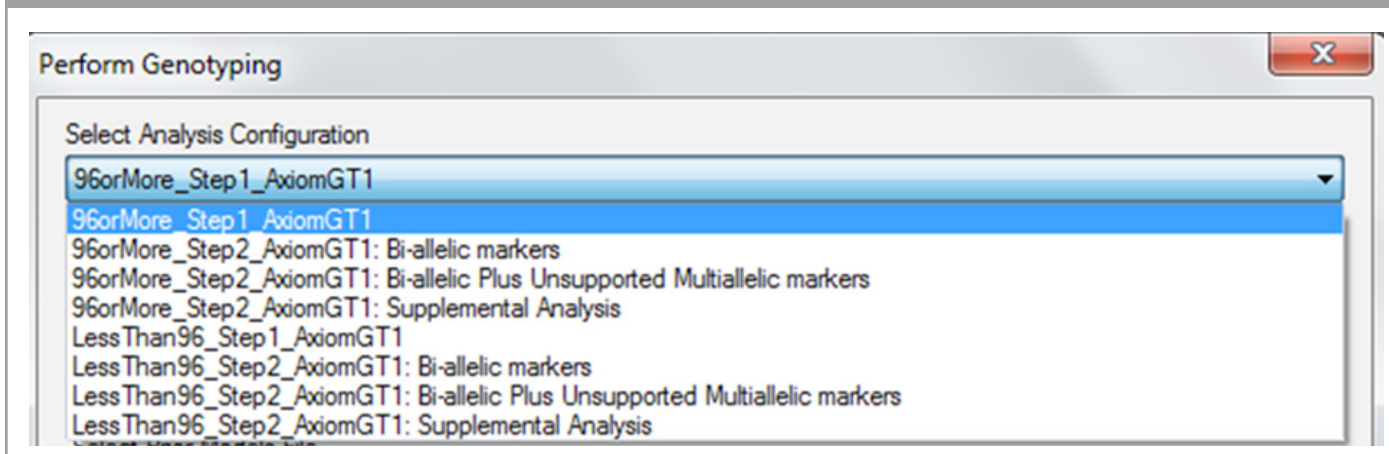 Perform Genotyping
Select Analysis Configuration
96orMore_Step1_AxiomGT1
96orMore_Step1_AxiomGT1
96orMore_Step2_AxiomGT1: Bi-allelic markers
96orMore_Step2_AxiomGT1: Bi-allelic Plus Unsupported Multiallelic markers
96orMore_Step2_AxiomGT1: Supplemental Analysis
LessThan96_Step1_AxiomGT1
LessThan96_Step2_AxiomGT1: Bi-allelic markers
LessThan96_Step2_AxiomGT1: Bi-allelic Plus Unsupported Multiallelic markers
LessThan96_Step2_AxiomGT1: Supplemental Analysis